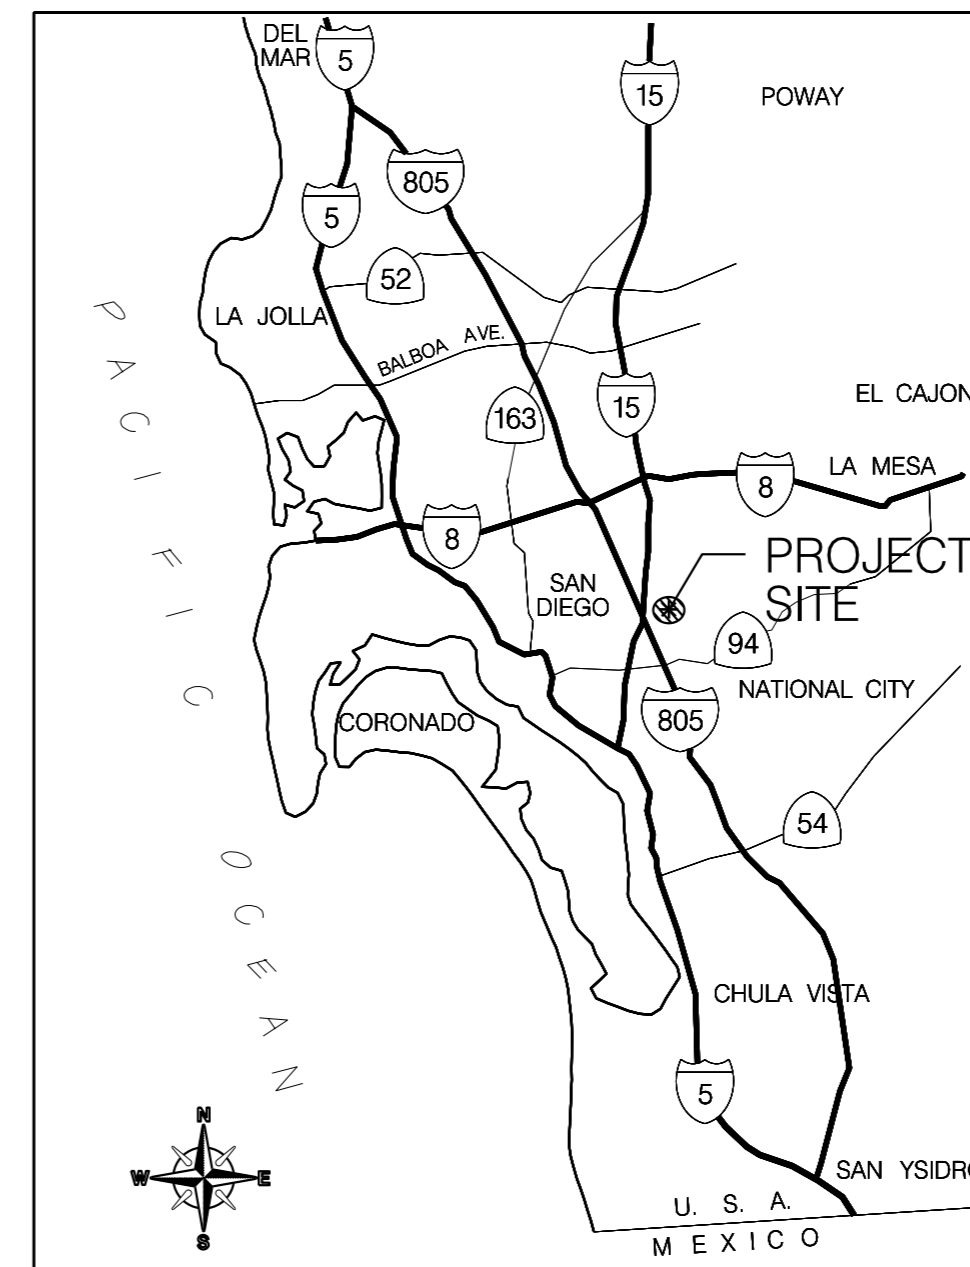 DEL
MAR
5
15
POWAY
805
5
52
LA JOLLA
BALBOA AVE.
163
15
EL CAJON
LA MESA
8
8
PROJECT
SITE
SAN
DIEGO
94
NATIONAL CITY
805
CORONADO
54
PACIFIC OCEAN
CHULA VISTA
5
N
W E
S
SAN YSIDRO
U. S. A.
MEXICO